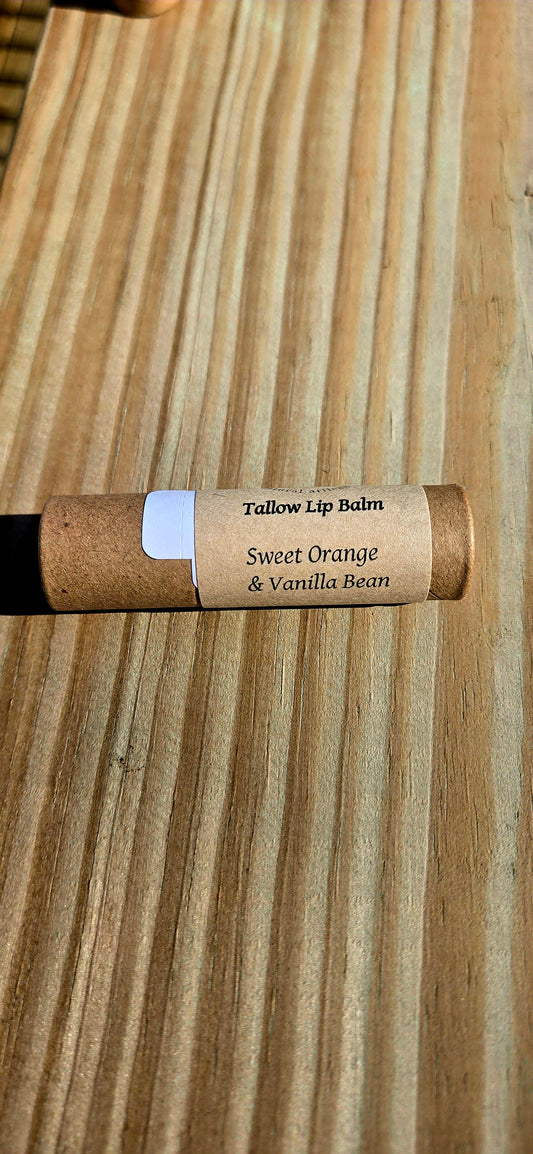 Tallow Lip Balm
Sweet Orange
& Vanilla Bean